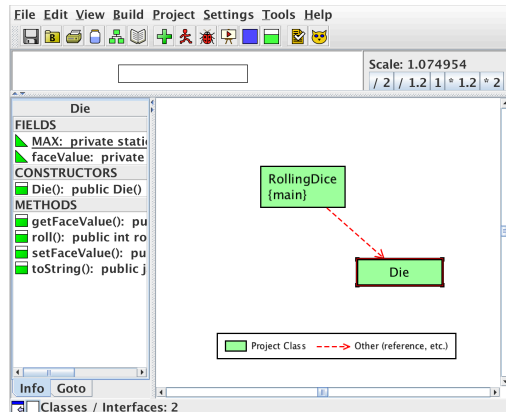 File Edit View Build Project Settings Tools Help
B
Scale: 1.074954
/ 2 / 1.2 1 * 1.2 * 2
Die
FIELDS
MAX: private stati
faceValue: private
CONSTRUCTORS
Die(): public Die()
METHODS
getFaceValue(): pu
roll(): public int ro
setFaceValue(): pu
toString(): public j
RollingDice
{main}
Die
Project Class Other (reference, etc.)
Info Goto
Classes / Interfaces: 2